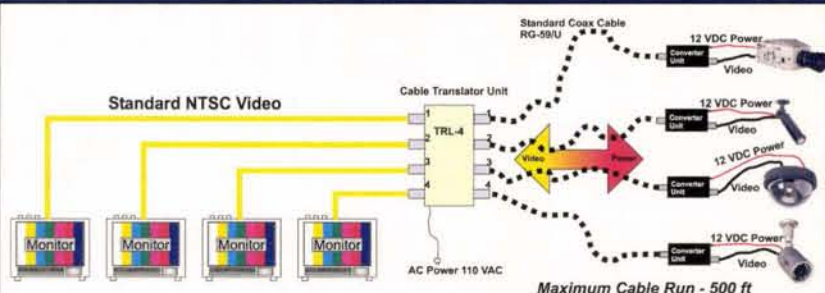 Standard Coax Cable
RG-59/U
12 VDC Power
Converter
Unit
Video
Cable Translator Unit
Standard NTSC Video
1
2
3
4
TRL-4
1
2
3
4
Video
Power
12 VDC Power
Converter
Unit
Video
12 VDC Power
Converter
Unit
Video
12 VDC Power
Converter
Unit
Video
Monitor
Monitor
Monitor
Monitor
AC Power 110 VAC
Maximum Cable Run - 500 ft